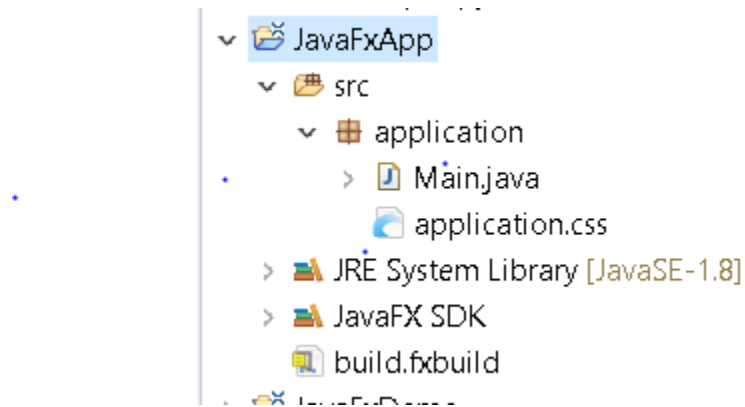 JavaFxApp
src
application
Main.java
application.css
JRE System Library [JavaSE-1.8]
JavaFX SDK
build.fxbuild